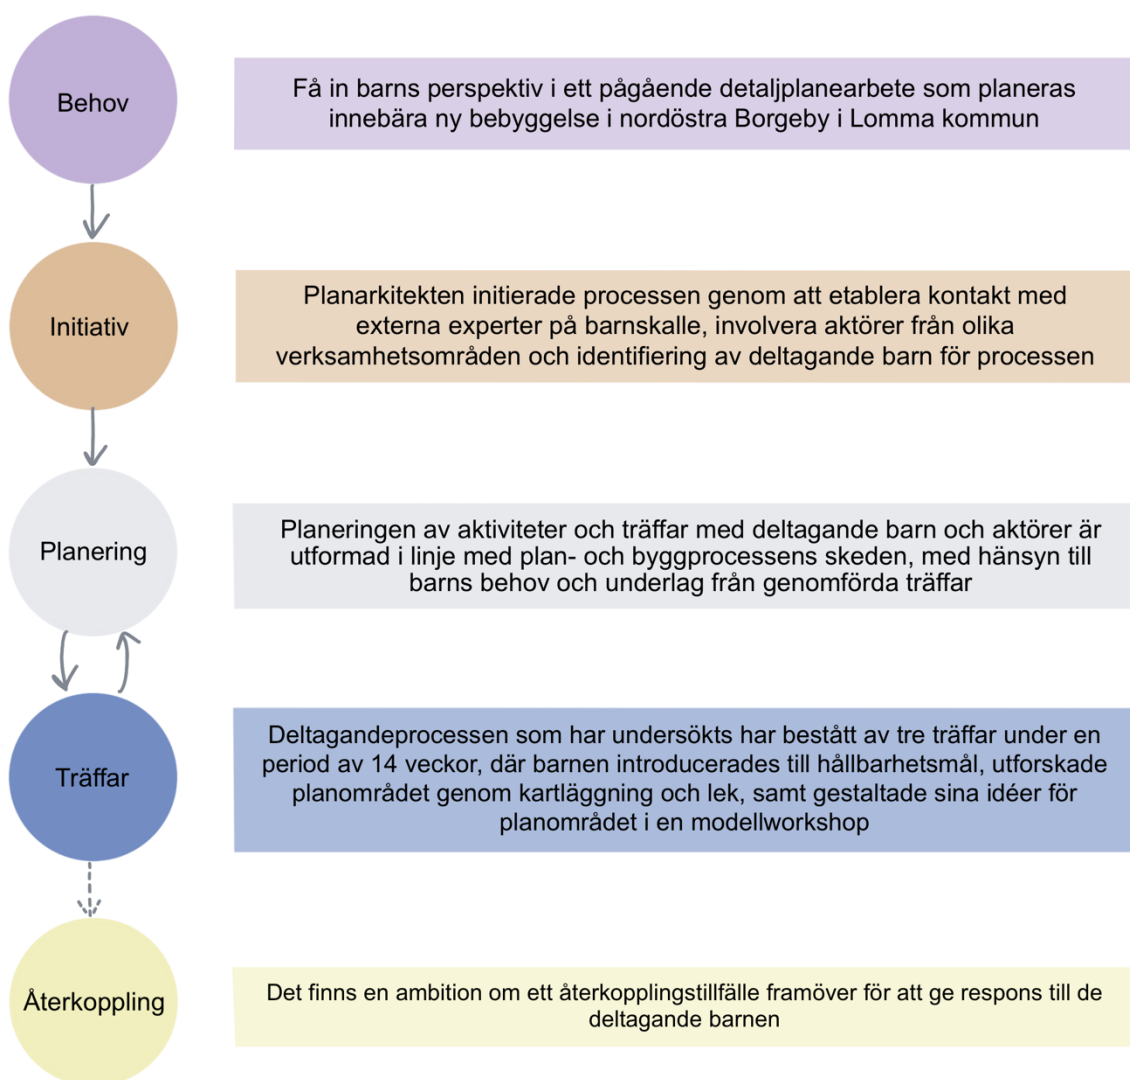 Behov
Få in barns perspektiv i ett pågående detaljplanearbete som planeras
innebära ny bebyggelse i nordöstra Borgeby i Lomma kommun
Initiativ
Planarkitekten initierade processen genom att etablera kontakt med
externa experter på barnskalle, involvera aktörer från olika
verksamhetsområden och identifiering av deltagande barn för processen
Planering
Planeringen av aktiviteter och träffar med deltagande barn och aktörer är
utformad i linje med plan- och byggprocessens skeden, med hänsyn till
barns behov och underlag från genomförda träffar
Träffar
Deltagandeprocessen som har undersökts har bestått av tre träffar under en
period av 14 veckor, där barnen introducerades till hållbarhetsmål, utforskade
planområdet genom kartläggning och lek, samt gestaltade sina idéer för
planområdet i en modellworkshop
Återkoppling
Det finns en ambition om ett återkopplingstillfälle framöver för att ge respons till de
deltagande barnen